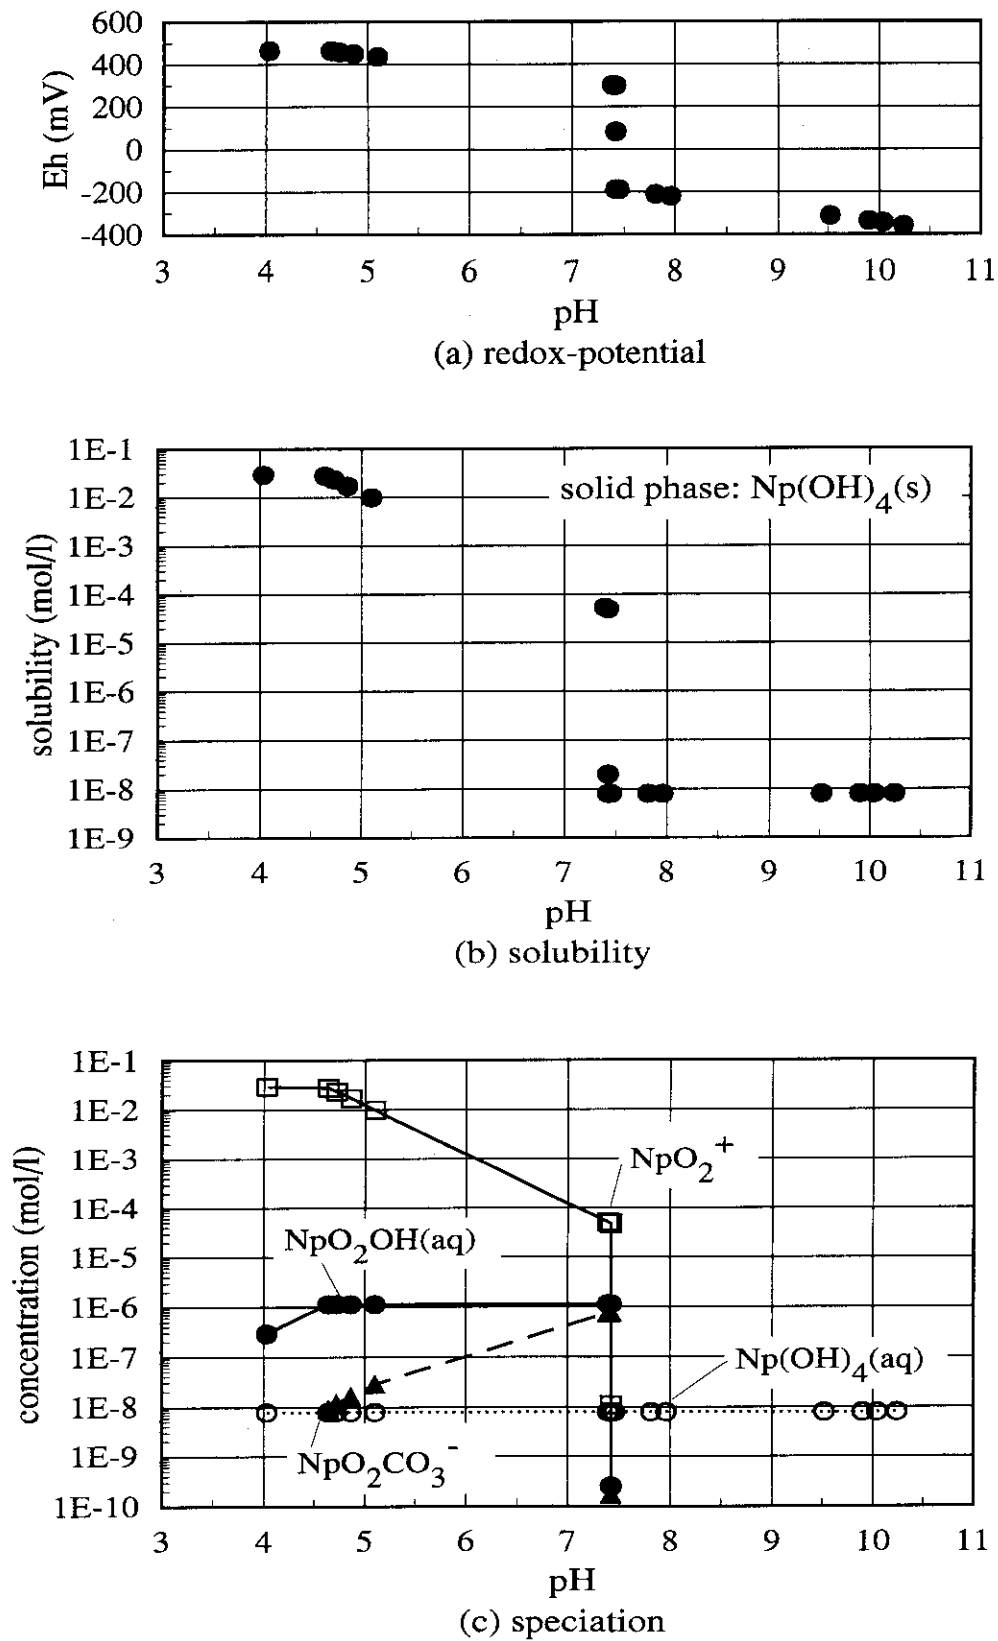 600
400
200
0
-200
-400
Eh (mV)
3 4 5 6 7 8 9 10 11
pH
(a) redox-potential
1E-1
1E-2
1E-3
1E-4
1E-5
1E-6
1E-7
1E-8
1E-9
solubility (mol/l)
solid phase: Np(OH)4(s)
3 4 5 6 7 8 9 10 11
pH
(b) solubility
1E-1
1E-2
1E-3
1E-4
1E-5
1E-6
1E-7
1E-8
1E-9
1E-10
concentration (mol/l)
NpO2+
NpO2OH(aq)
Np(OH)4(aq)
NpO2CO3-
3 4 5 6 7 8 9 10 11
pH
(c) speciation